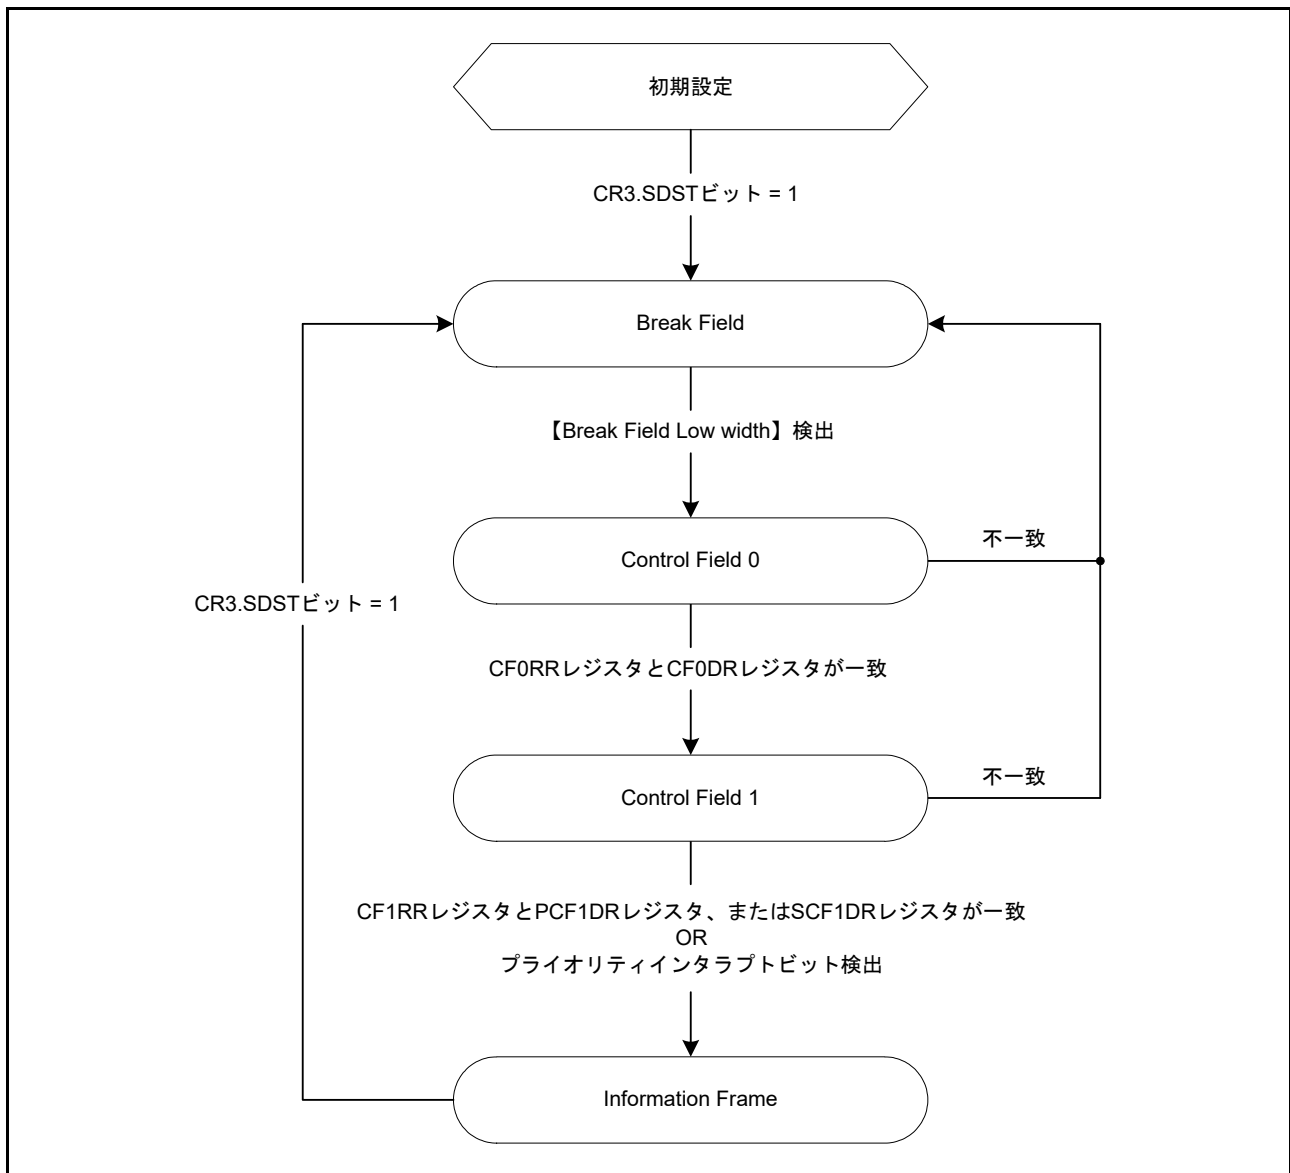 初期設定
CR3.SDSTビット = 1
Break Field
【Break Field Low width】検出
Control Field 0
不一致
CR3.SDSTビット = 1
CF0RRレジスタとCF0DRレジスタが一致
Control Field 1
不一致
CF1RRレジスタとPCF1DRレジスタ、またはSCF1DRレジスタが一致
OR
プライオリティインタラプトビット検出
Information Frame